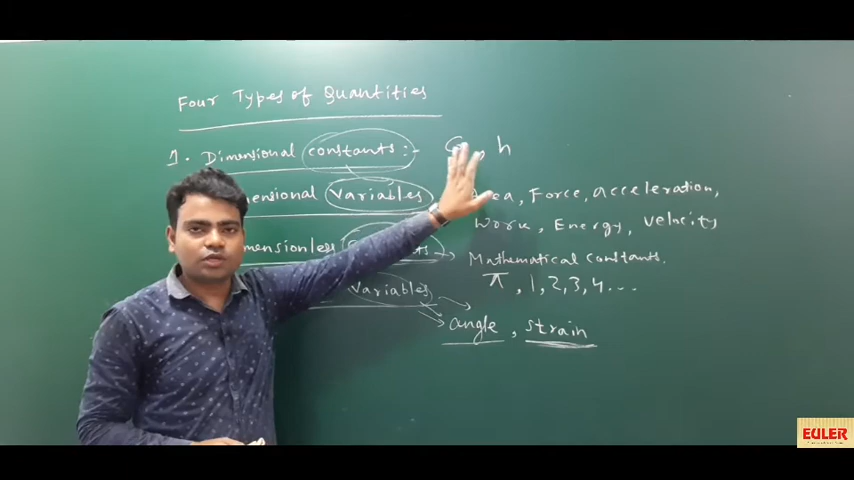 Four Types of Quantities
1. Dimensional constants :- G, h
ensional Variables Area, Force, acceleration,
Work, Energy, velocity
mensionless → Mathematical constants.
π, 1, 2, 3, 4...
Variables → angle, strain
EULER